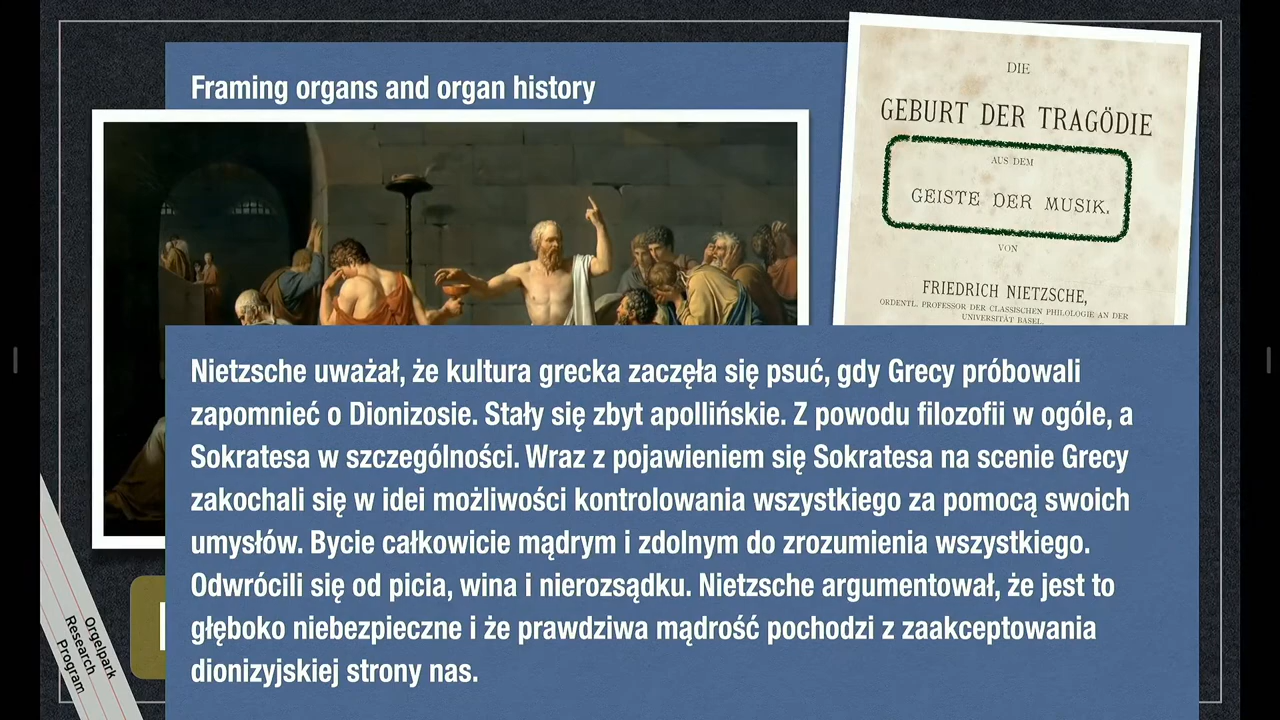 Framing organs and organ history
DIE
GEBURT DER TRAGÖDIE
AUS DEM
GEISTE DER MUSIK.
VON
FRIEDRICH NIETZSCHE,
ORDENTL. PROFESSOR DER CLASSISCHEN PHILOLOGIE AN DER
UNIVERSITÄT BASEL.
Nietzsche uważał, że kultura grecka zaczęła się psuć, gdy Grecy próbowali
zapomnieć o Dionizosie. Stały się zbyt apollińskie. Z powodu filozofii w ogóle, a
Sokratesa w szczególności. Wraz z pojawieniem się Sokratesa na scenie Grecy
zakochali się w idei możliwości kontrolowania wszystkiego za pomocą swoich
umysłów. Bycie całkowicie mądrym i zdolnym do zrozumienia wszystkiego.
Odwrócili się od picia, wina i nierozsądku. Nietzsche argumentował, że jest to
głęboko niebezpieczne i że prawdziwa mądrość pochodzi z zaakceptowania
dionizyjskiej strony nas.
Orgelpark
Research
Program